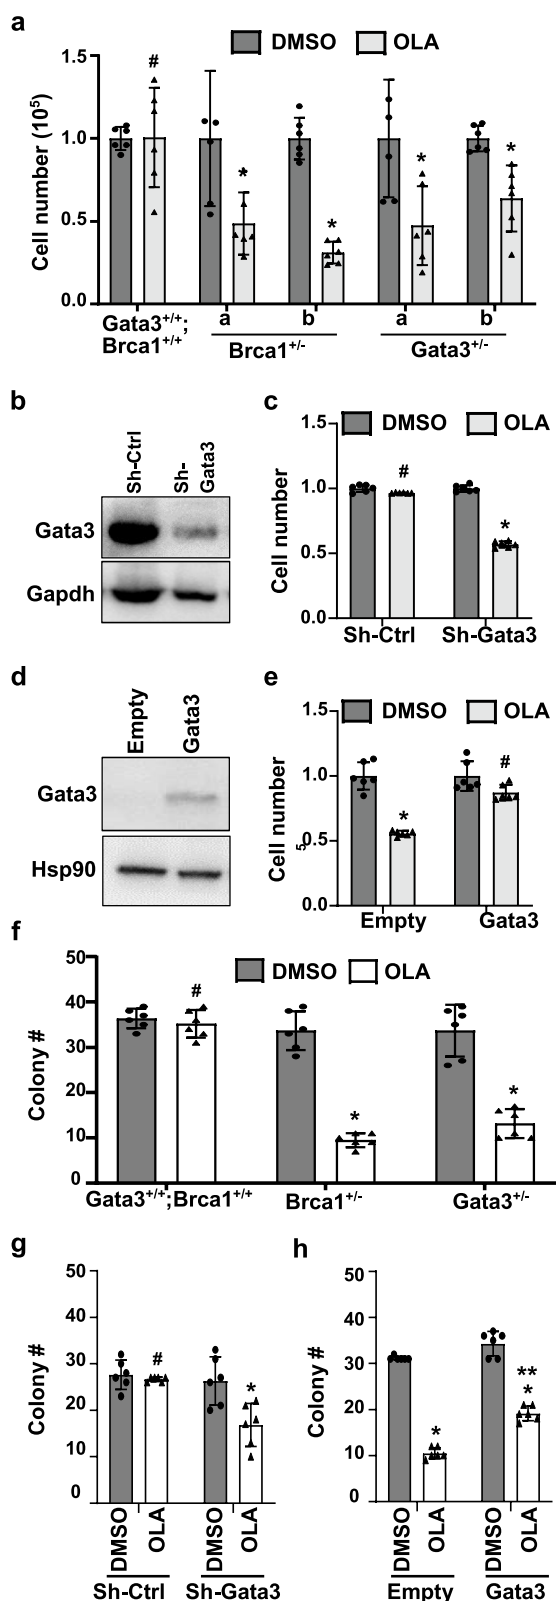 a
DMSO OLA
Cell number (10⁵)
1.5
1.0
0.5
0.0
#
*
*
*
*
Gata3+/+;
Brca1+/+
a b a b
Brca1+/- Gata3+/-
b
Sh-Ctrl
Sh-
Gata3
Gata3
Gapdh
c
DMSO OLA
Cell number
1.5
1.0
0.5
0.0
#
*
Sh-Ctrl Sh-Gata3
d
Empty
Gata3
Gata3
Hsp90
e
DMSO OLA
Cell number
5
1.5
1.0
0.5
0.0
*
#
Empty Gata3
f
DMSO OLA
Colony #
50
40
30
20
10
0
#
*
*
Gata3+/+;Brca1+/+ Brca1+/- Gata3+/-
g
Colony #
50
40
30
20
10
0
#
*
DMSO OLA DMSO OLA
Sh-Ctrl Sh-Gata3
h
Colony #
50
40
30
20
10
0
*
**
*
DMSO OLA DMSO OLA
Empty Gata3